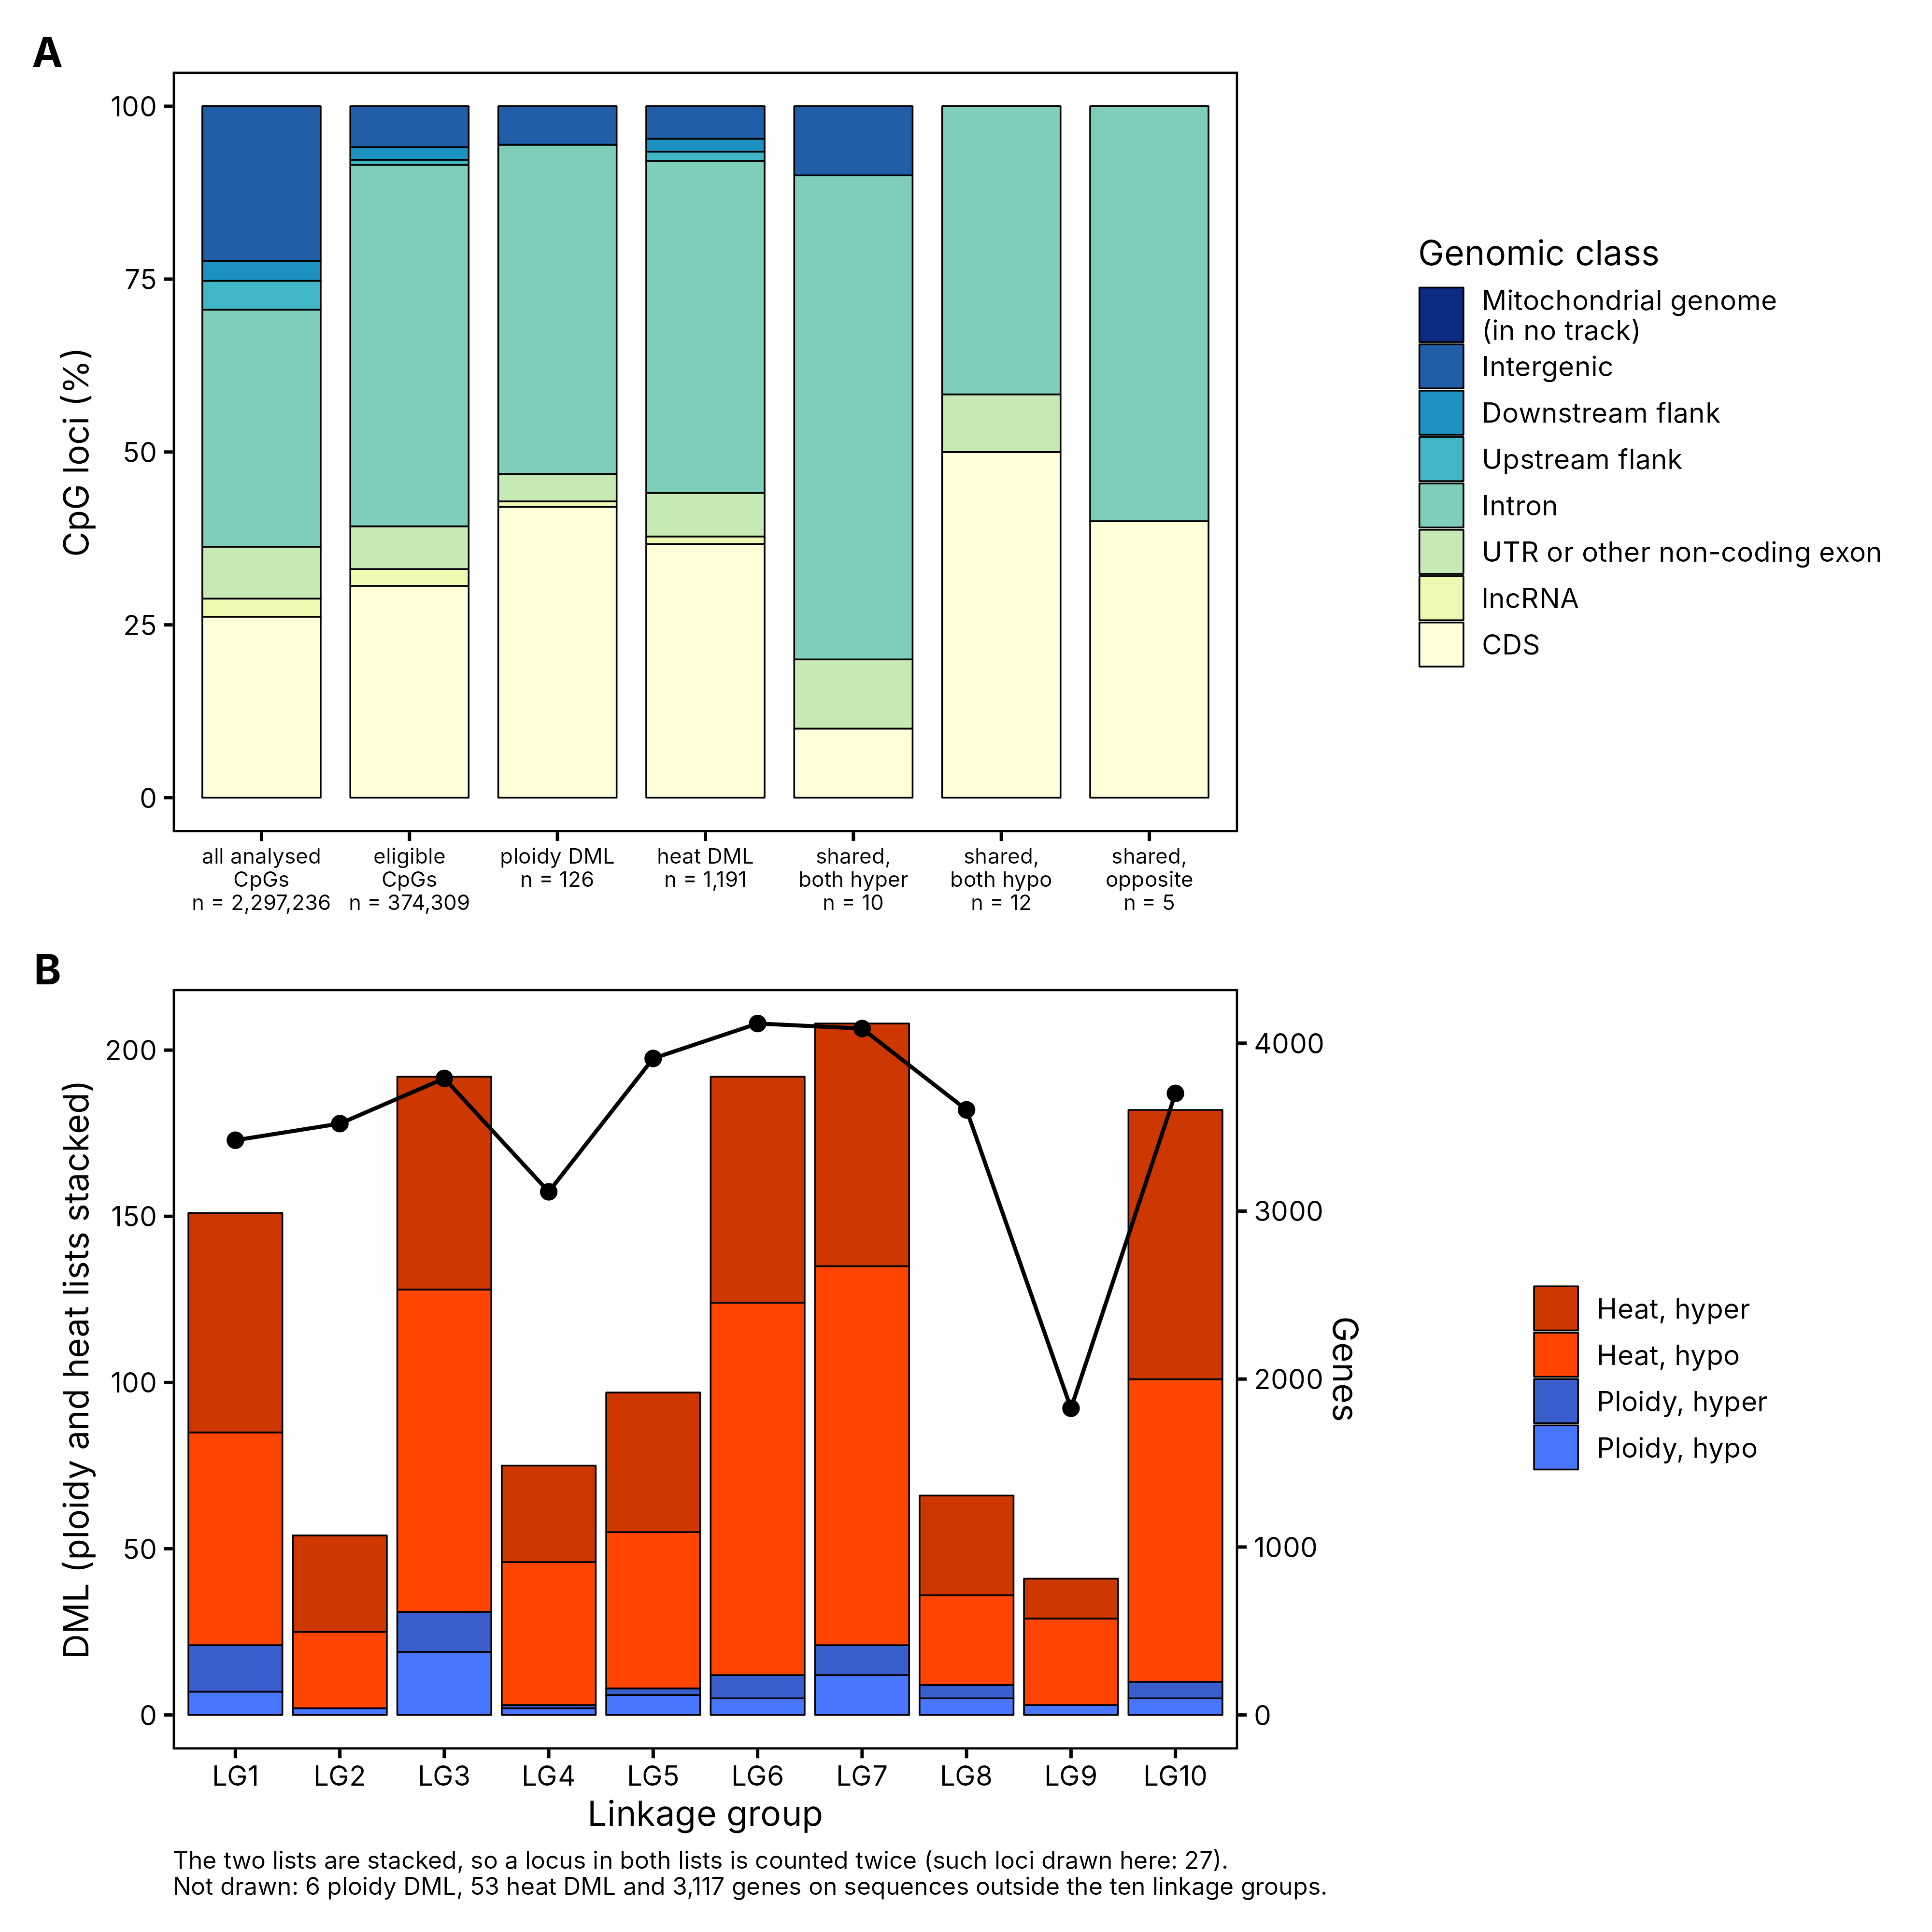 A
CpG loci (%)
100
75
50
25
0
all analysed
CpGs
n = 2,297,236
eligible
CpGs
n = 374,309
ploidy DML
n = 126
heat DML
n = 1,191
shared,
both hyper
n = 10
shared,
both hypo
n = 12
shared,
opposite
n = 5
Genomic class
Mitochondrial genome
(in no track)
Intergenic
Downstream flank
Upstream flank
Intron
UTR or other non-coding exon
lncRNA
CDS
B
DML (ploidy and heat lists stacked)
200
150
100
50
0
4000
3000
2000
1000
0
Genes
LG1
LG2
LG3
LG4
LG5
LG6
LG7
LG8
LG9
LG10
Linkage group
Heat, hyper
Heat, hypo
Ploidy, hyper
Ploidy, hypo
The two lists are stacked, so a locus in both lists is counted twice (such loci drawn here: 27).
Not drawn: 6 ploidy DML, 53 heat DML and 3,117 genes on sequences outside the ten linkage groups.